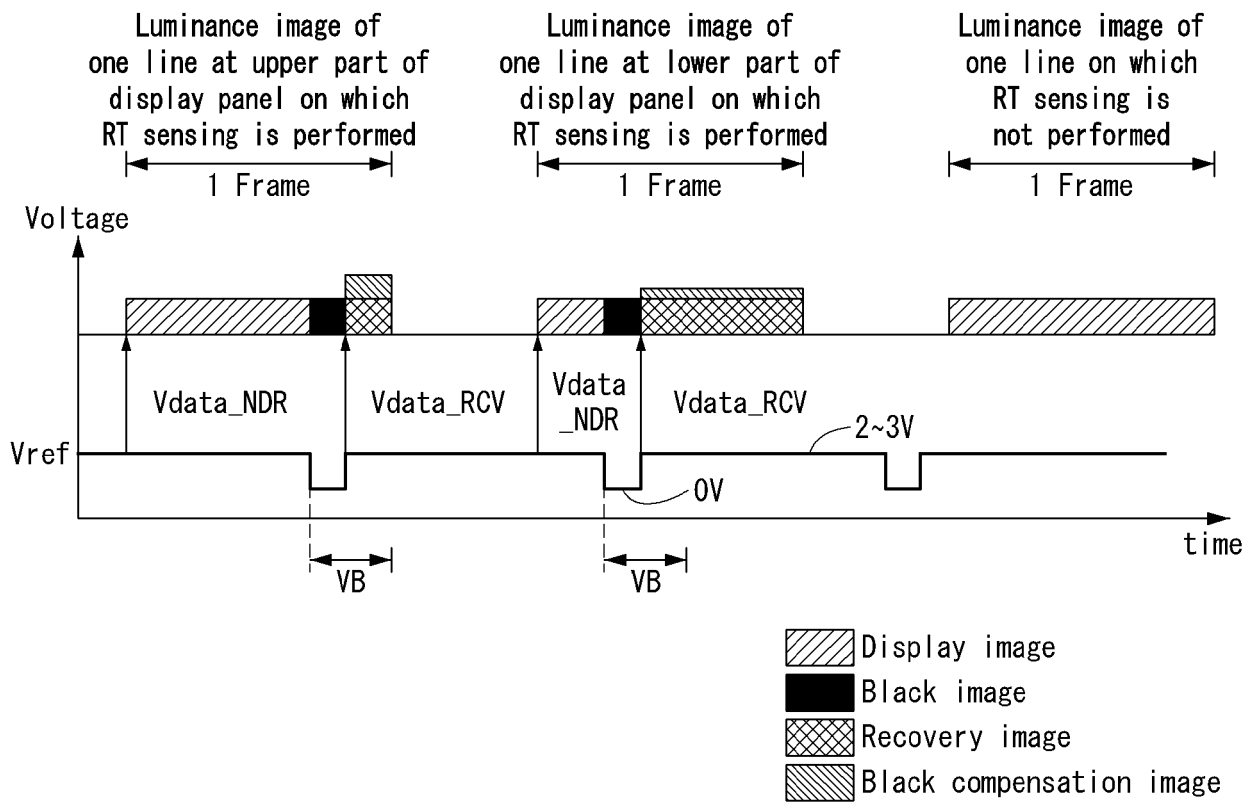 Luminance image of
one line at upper part of
display panel on which
RT sensing is performed
1 Frame
Luminance image of
one line at lower part of
display panel on which
RT sensing is performed
1 Frame
Luminance image of
one line on which
RT sensing is
not performed
1 Frame
Voltage
Vdata_NDR
Vdata_RCV
Vdata
_NDR
Vdata_RCV
Vref
2~3V
0V
time
VB
VB
Display image
Black image
Recovery image
Black compensation image